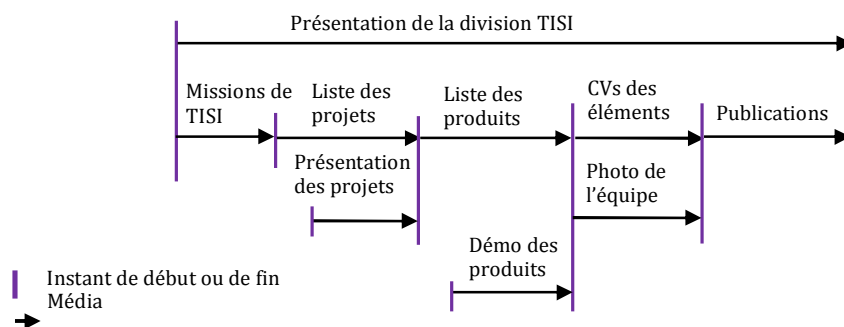 Présentation de la division TISI
Missions de
TISI
Liste des
projets
Liste des
produits
CVs des
éléments
Publications
Présentation
des projets
Photo de
l'équipe
Démo des
produits
Instant de début ou de fin
Média